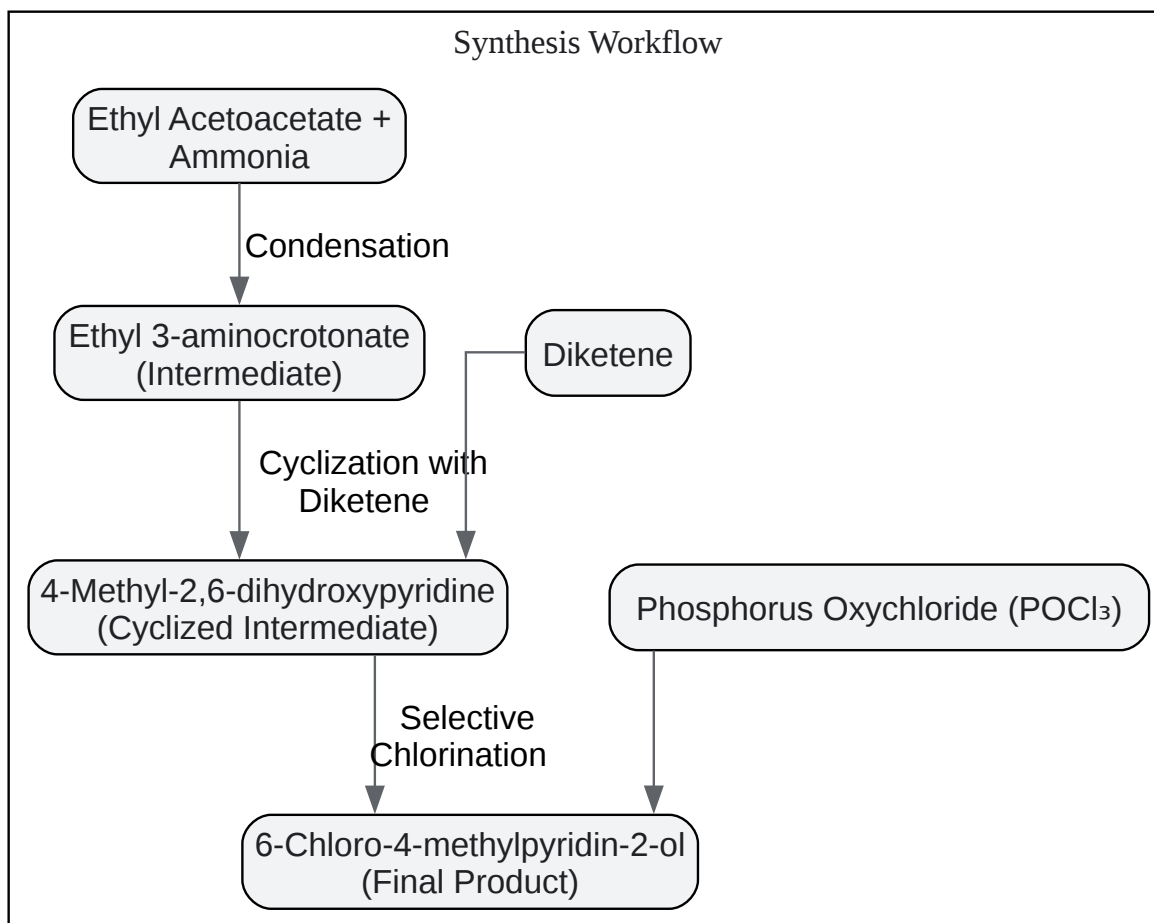 Synthesis Workflow
Ethyl Acetoacetate +
Ammonia
Condensation
Ethyl 3-aminocrotonate
(Intermediate)
Diketene
Cyclization with
Diketene
4-Methyl-2,6-dihydroxypyridine
(Cyclized Intermediate)
Phosphorus Oxychloride (POCl₃)
Selective
Chlorination
6-Chloro-4-methylpyridin-2-ol
(Final Product)